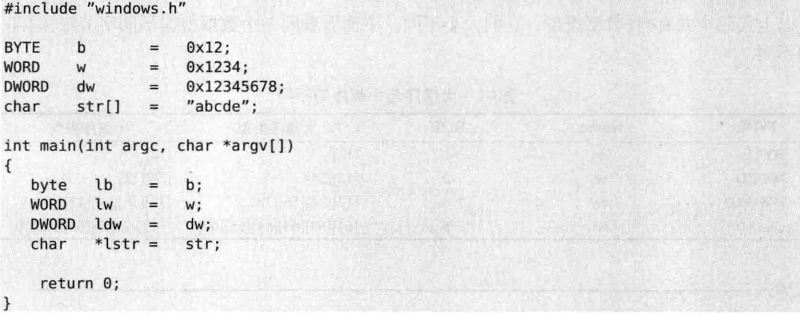 #include "windows.h"
BYTE b = 0x12;
WORD w = 0x1234;
DWORD dw = 0x12345678;
char str[] = "abcde";
int main(int argc, char *argv[])
{
byte lb = b;
WORD lw = w;
DWORD ldw = dw;
char *lstr = str;
return 0;
}